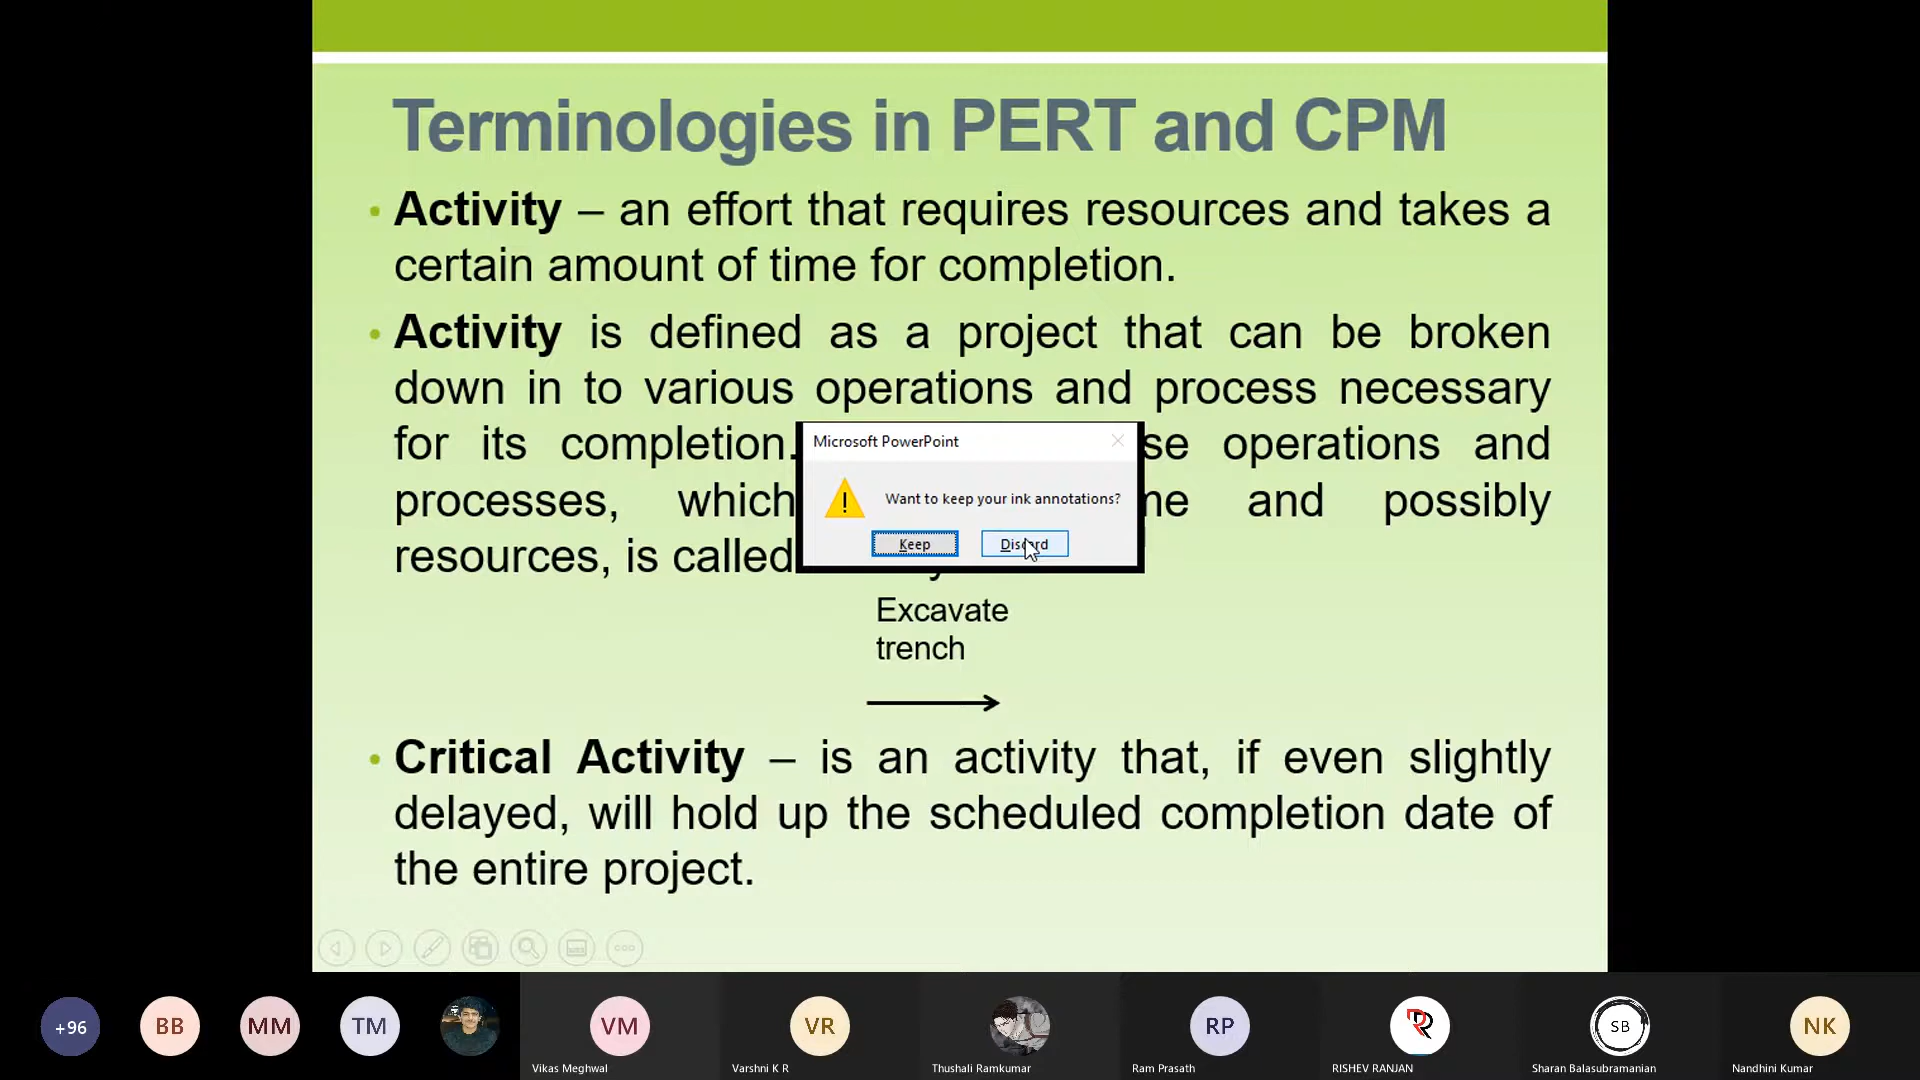 Terminologies in PERT and CPM
• Activity – an effort that requires resources and takes a
certain amount of time for completion.
• Activity is defined as a project that can be broken
down in to various operations and process necessary
for its completion. se operations and
processes, which and possibly
resources, is called
Microsoft PowerPoint
Want to keep your ink annotations?
Keep Discard
Excavate
trench
• Critical Activity – is an activity that, if even slightly
delayed, will hold up the scheduled completion date of
the entire project.
+96 BB MM TM VM VR RP SB NK
Vikas Meghwal Varshni K R Thushali Ramkumar Ram Prasath RISHEV RANJAN Sharan Balasubramanian Nandhini Kumar